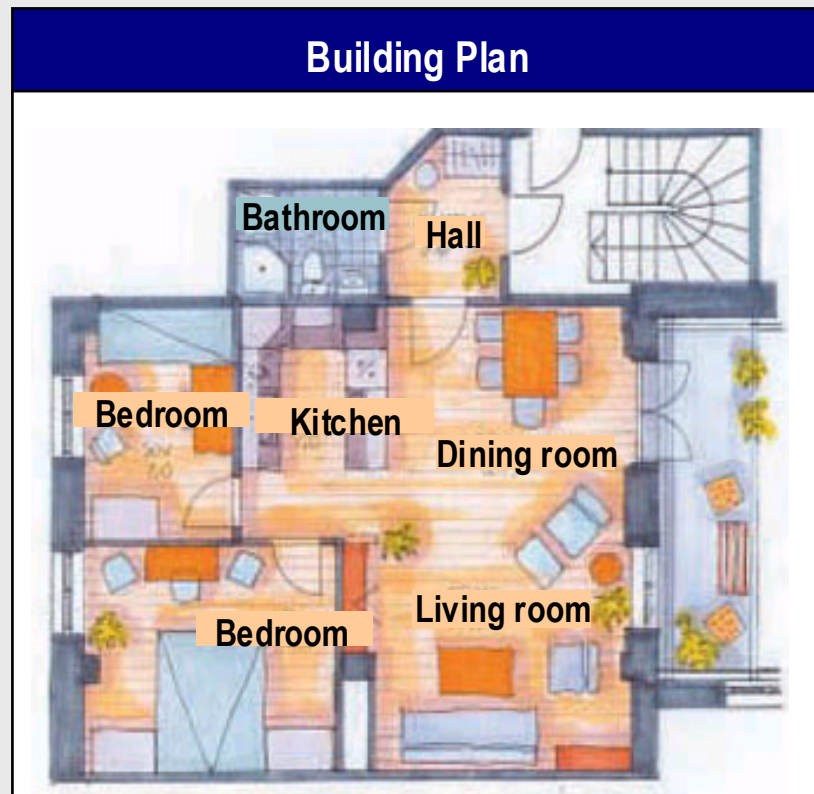 Building Plan
Bathroom
Hall
Bedroom
Kitchen
Dining room
Living room
Bedroom